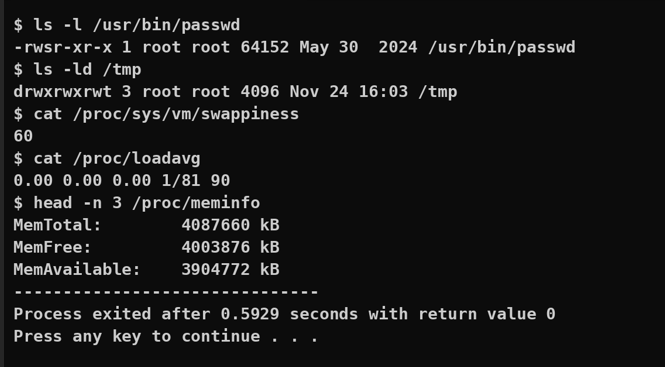 $ ls -l /usr/bin/passwd
-rwsr-xr-x 1 root root 64152 May 30  2024 /usr/bin/passwd
$ ls -ld /tmp
drwxrwxrwt 3 root root 4096 Nov 24 16:03 /tmp
$ cat /proc/sys/vm/swappiness
60
$ cat /proc/loadavg
0.00 0.00 0.00 1/81 90
$ head -n 3 /proc/meminfo
MemTotal:        4087660 kB
MemFree:         4003876 kB
MemAvailable:    3904772 kB
-------------------------------
Process exited after 0.5929 seconds with return value 0
Press any key to continue . . .